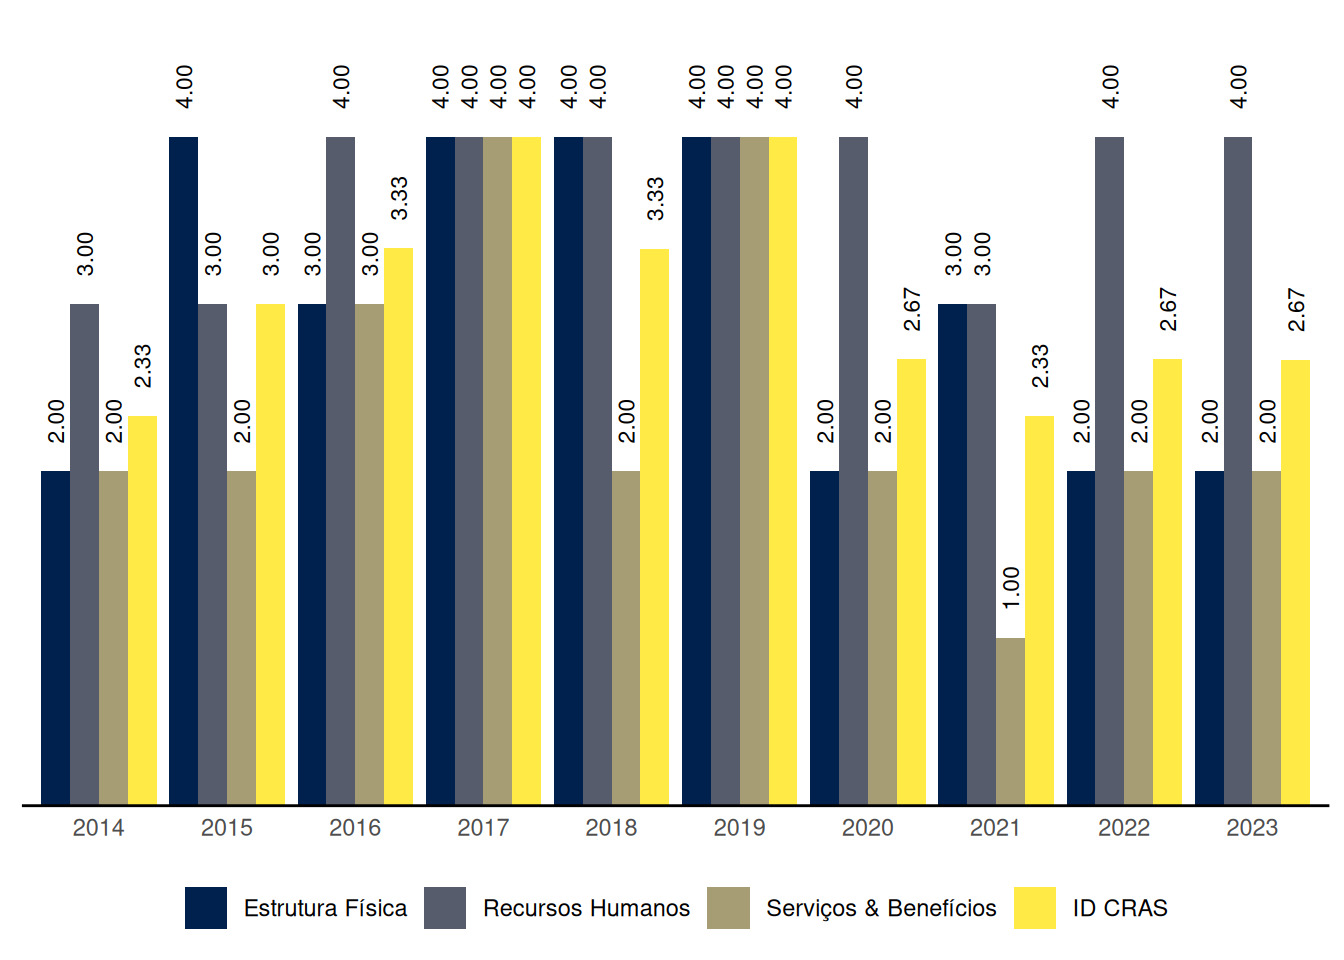 4.00 4.00 4.00 4.00 4.00 4.00 4.00 4.00 4.00 4.00 4.00 4.00 4.00 4.00 4.00
3.33 3.33
3.00 3.00 3.00 3.00 3.00 3.00 3.00
2.67 2.67 2.67
2.33 2.33
2.00 2.00 2.00 2.00 2.00 2.00 2.00 2.00 2.00 2.00
1.00
2014 2015 2016 2017 2018 2019 2020 2021 2022 2023
Estrutura Física Recursos Humanos Serviços & Benefícios ID CRAS